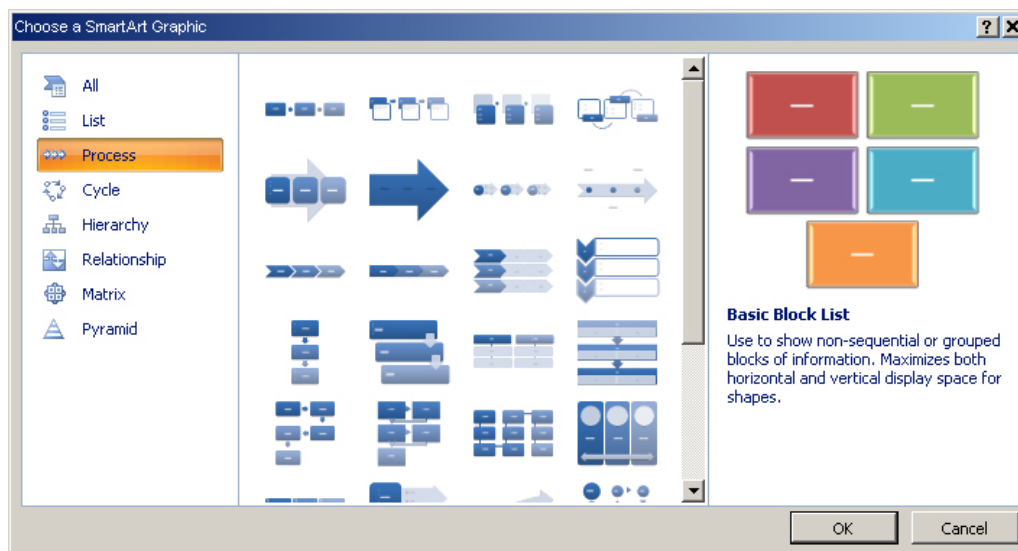 Choose a SmartArt Graphic
All
List
Process
Cycle
Hierarchy
Relationship
Matrix
Pyramid
Basic Block List
Use to show non-sequential or grouped
blocks of information. Maximizes both
horizontal and vertical display space for
shapes.
OK
Cancel